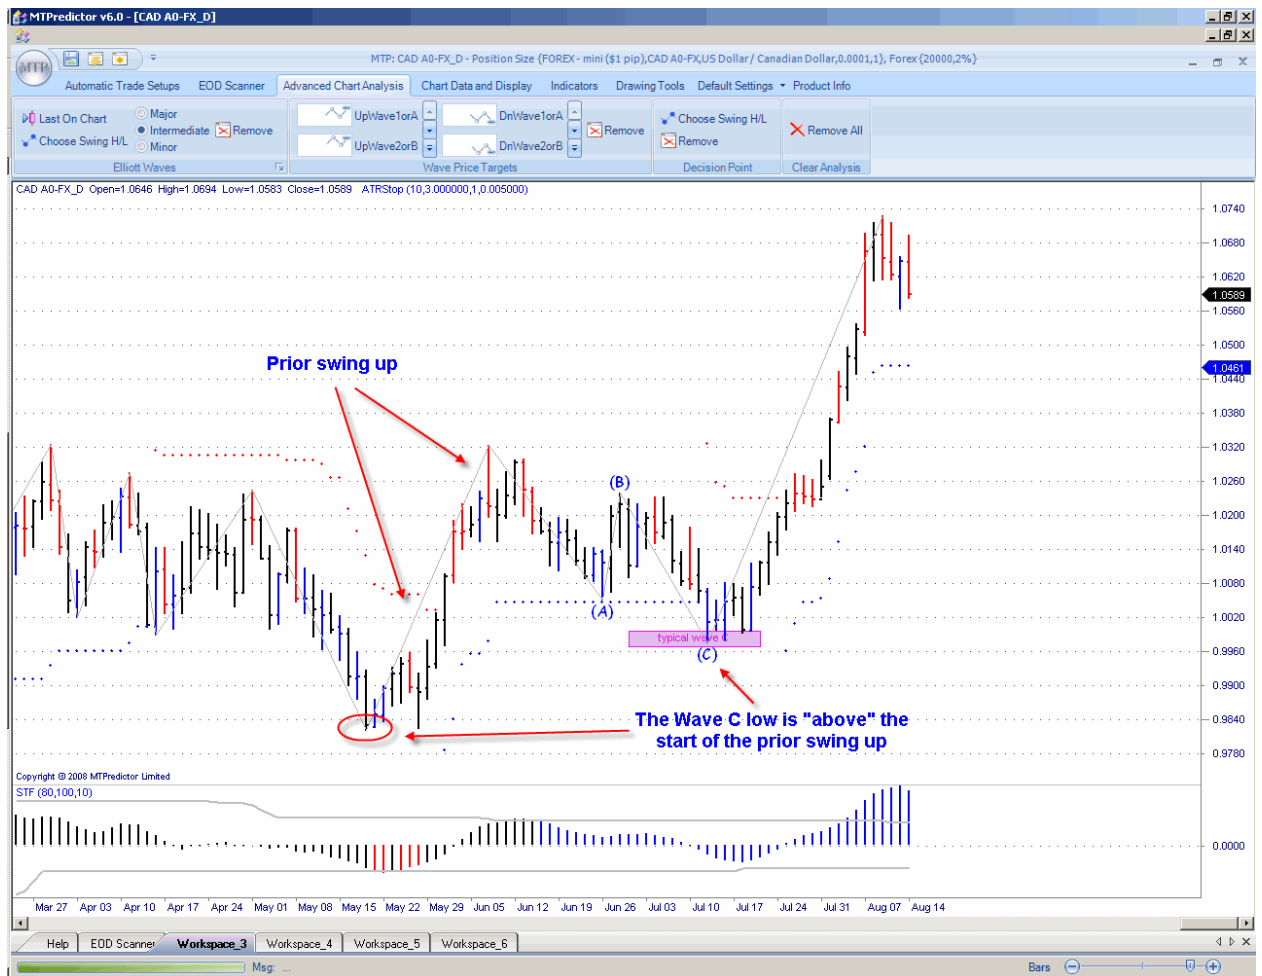 MTPredictor v6.0 - [CAD A0-FX_D]
MTP: CAD A0-FX_D - Position Size {FOREX - mini ($1 pip),CAD A0-FX,US Dollar / Canadian Dollar,0.0001,1}, Forex {20000,2%}
MTP
Automatic Trade Setups EOD Scanner Advanced Chart Analysis Chart Data and Display Indicators Drawing Tools Default Settings Product Info
Last On Chart
Choose Swing H/L
Major
Intermediate
Minor
Remove
Elliott Waves
UpWave1orA
UpWave2orB
DnWave1orA
DnWave2orB
Remove
Wave Price Targets
Choose Swing H/L
Remove
Decision Point
Remove All
Clear Analysis
CAD A0-FX_D Open=1.0646 High=1.0694 Low=1.0583 Close=1.0589 ATRStop (10,3.000000,1,0.005000)
1.0740
1.0680
1.0620
1.0589
1.0560
1.0500
1.0461
1.0440
1.0380
1.0320
1.0260
1.0200
1.0140
1.0080
1.0020
0.9960
0.9900
0.9840
0.9780
Prior swing up
(B)
(A)
typical wave C
(C)
The Wave C low is "above" the
start of the prior swing up
Copyright @ 2008 MTPredictor Limited
STF (80,100,10)
0.0000
Mar 27 Apr 03 Apr 10 Apr 17 Apr 24 May 01 May 08 May 15 May 22 May 29 Jun 05 Jun 12 Jun 19 Jun 26 Jul 03 Jul 10 Jul 17 Jul 24 Jul 31 Aug 07 Aug 14
Help EOD Scanner Workspace_3 Workspace_4 Workspace_5 Workspace_6
Msg: ...
Bars